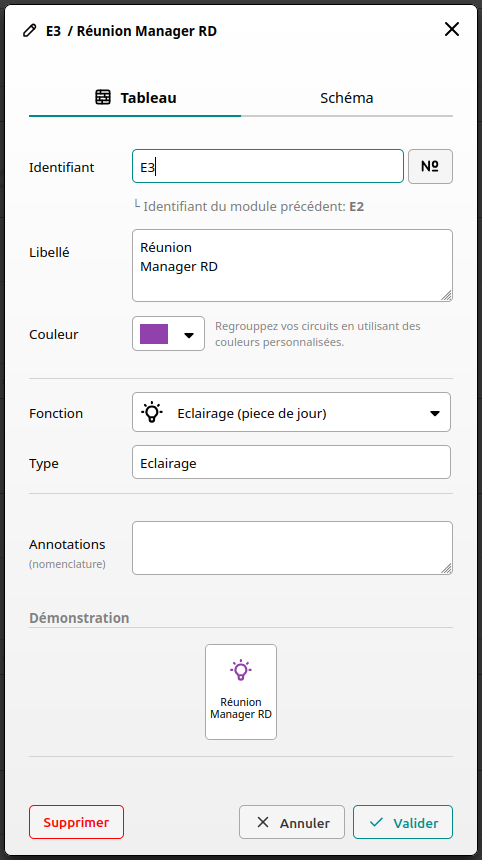 E3 / Réunion Manager RD
Tableau
Schéma
Identifiant
E3
Nº
└ Identifiant du module précédent: E2
Libellé
Réunion
Manager RD
Couleur
Regrouppez vos circuits en utilisant des
couleurs personnalisées.
Fonction
Eclairage (piece de jour)
Type
Eclairage
Annotations
(nomenclature)
Démonstration
Réunion
Manager RD
Supprimer
Annuler
Valider